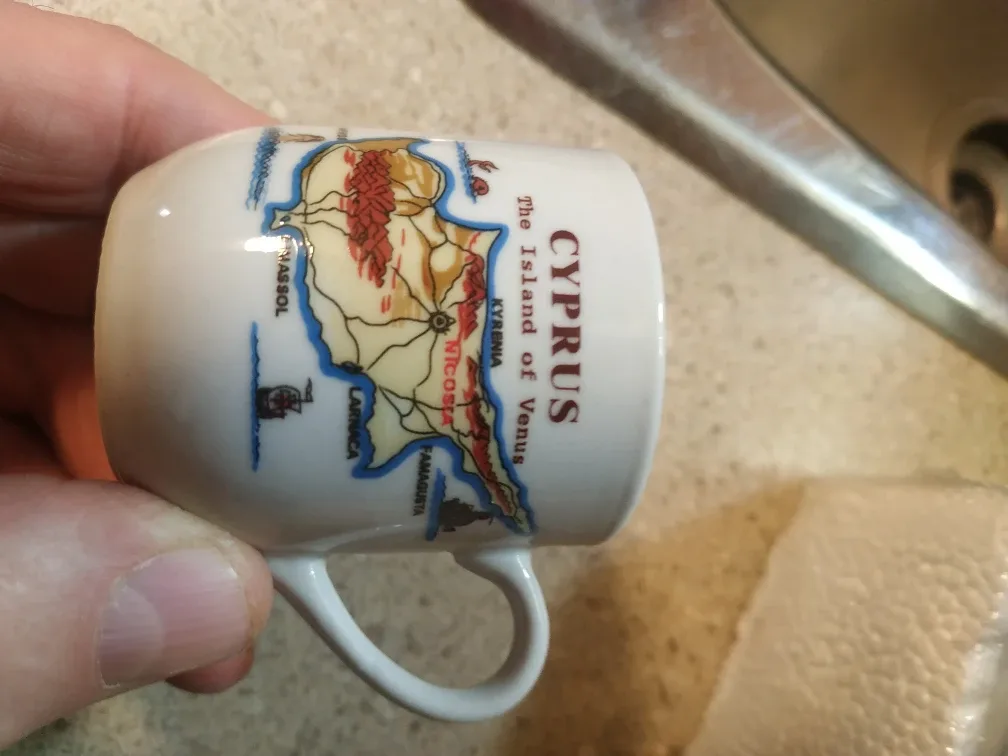 CYPRUS
The Island of Venus
KYRENIA
NICOSIA
FAMAGUSTA
LARNACA